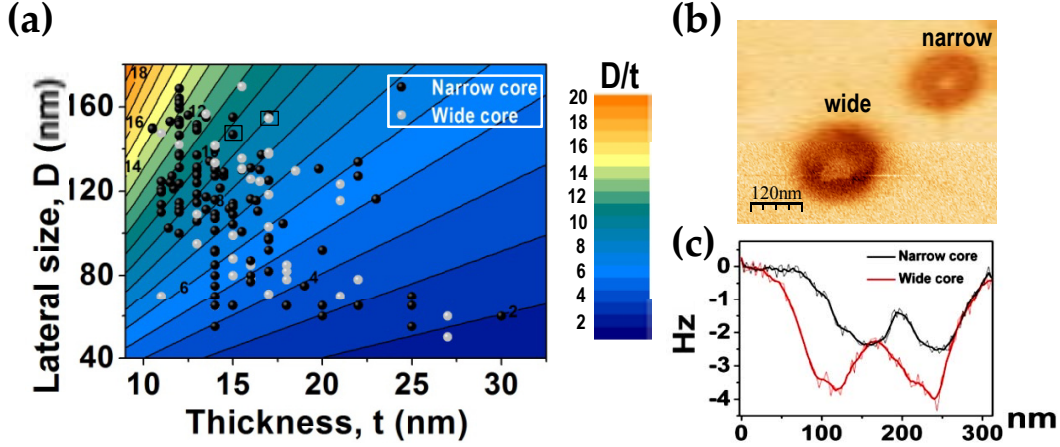 (a)
Lateral size, D (nm)
160
120
80
40
18
16
14
12
8
6
4
2
Narrow core
Wide core
10 15 20 25 30
Thickness, t (nm)
D/t
20
18
16
14
12
10
8
6
4
2
(b)
narrow
wide
120nm
(c)
Narrow core
Wide core
Hz
0
-1
-2
-3
-4
0 100 200 300 nm